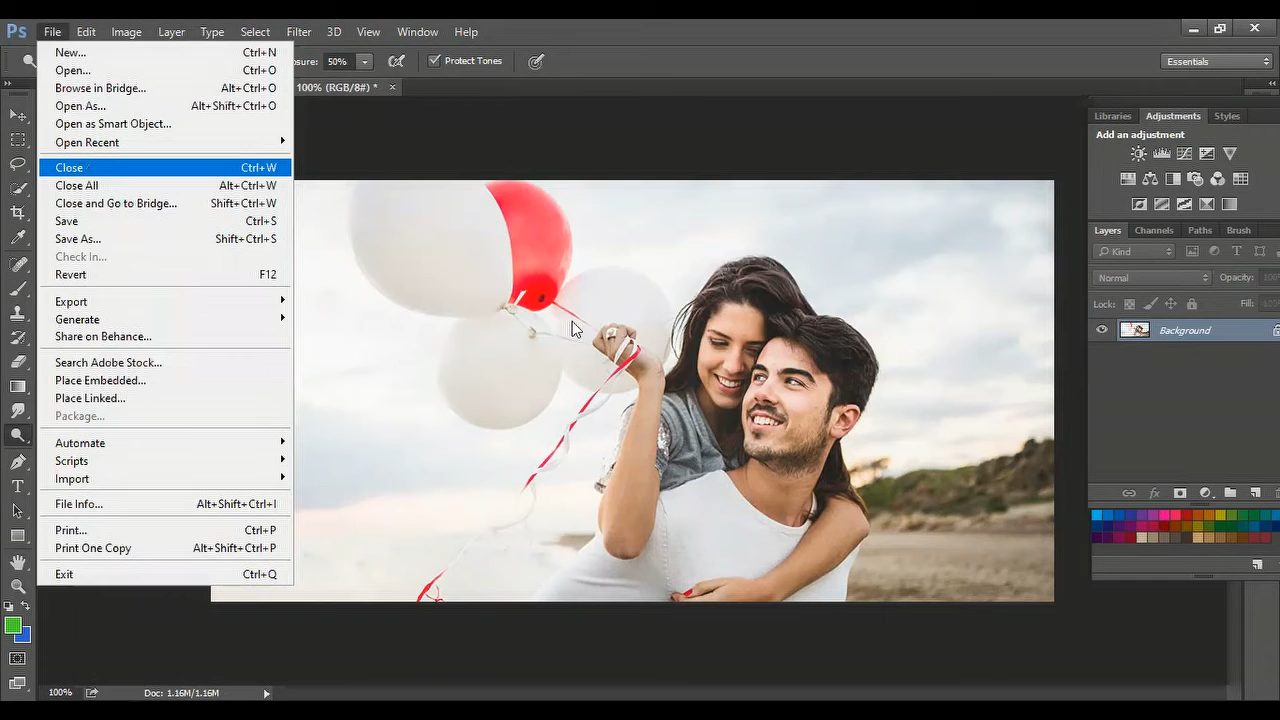 Ps File Edit Image Layer Type Select Filter 3D View Window Help
50% Protect Tones Essentials
100% (RGB/8#) * ×
New... Ctrl+N
Open... Ctrl+O
Browse in Bridge... Alt+Ctrl+O
Open As... Alt+Shift+Ctrl+O
Open as Smart Object...
Open Recent
Close Ctrl+W
Close All Alt+Ctrl+W
Close and Go to Bridge... Shift+Ctrl+W
Save Ctrl+S
Save As... Shift+Ctrl+S
Check In...
Revert F12
Export
Generate
Share on Behance...
Search Adobe Stock...
Place Embedded...
Place Linked...
Package...
Automate
Scripts
Import
File Info... Alt+Shift+Ctrl+I
Print... Ctrl+P
Print One Copy Alt+Shift+Ctrl+P
Exit Ctrl+Q
Libraries Adjustments Styles
Add an adjustment
Layers Channels Paths Brush
Kind
Normal Opacity:
Lock: Fill:
Background
100% Doc: 1.16M/1.16M